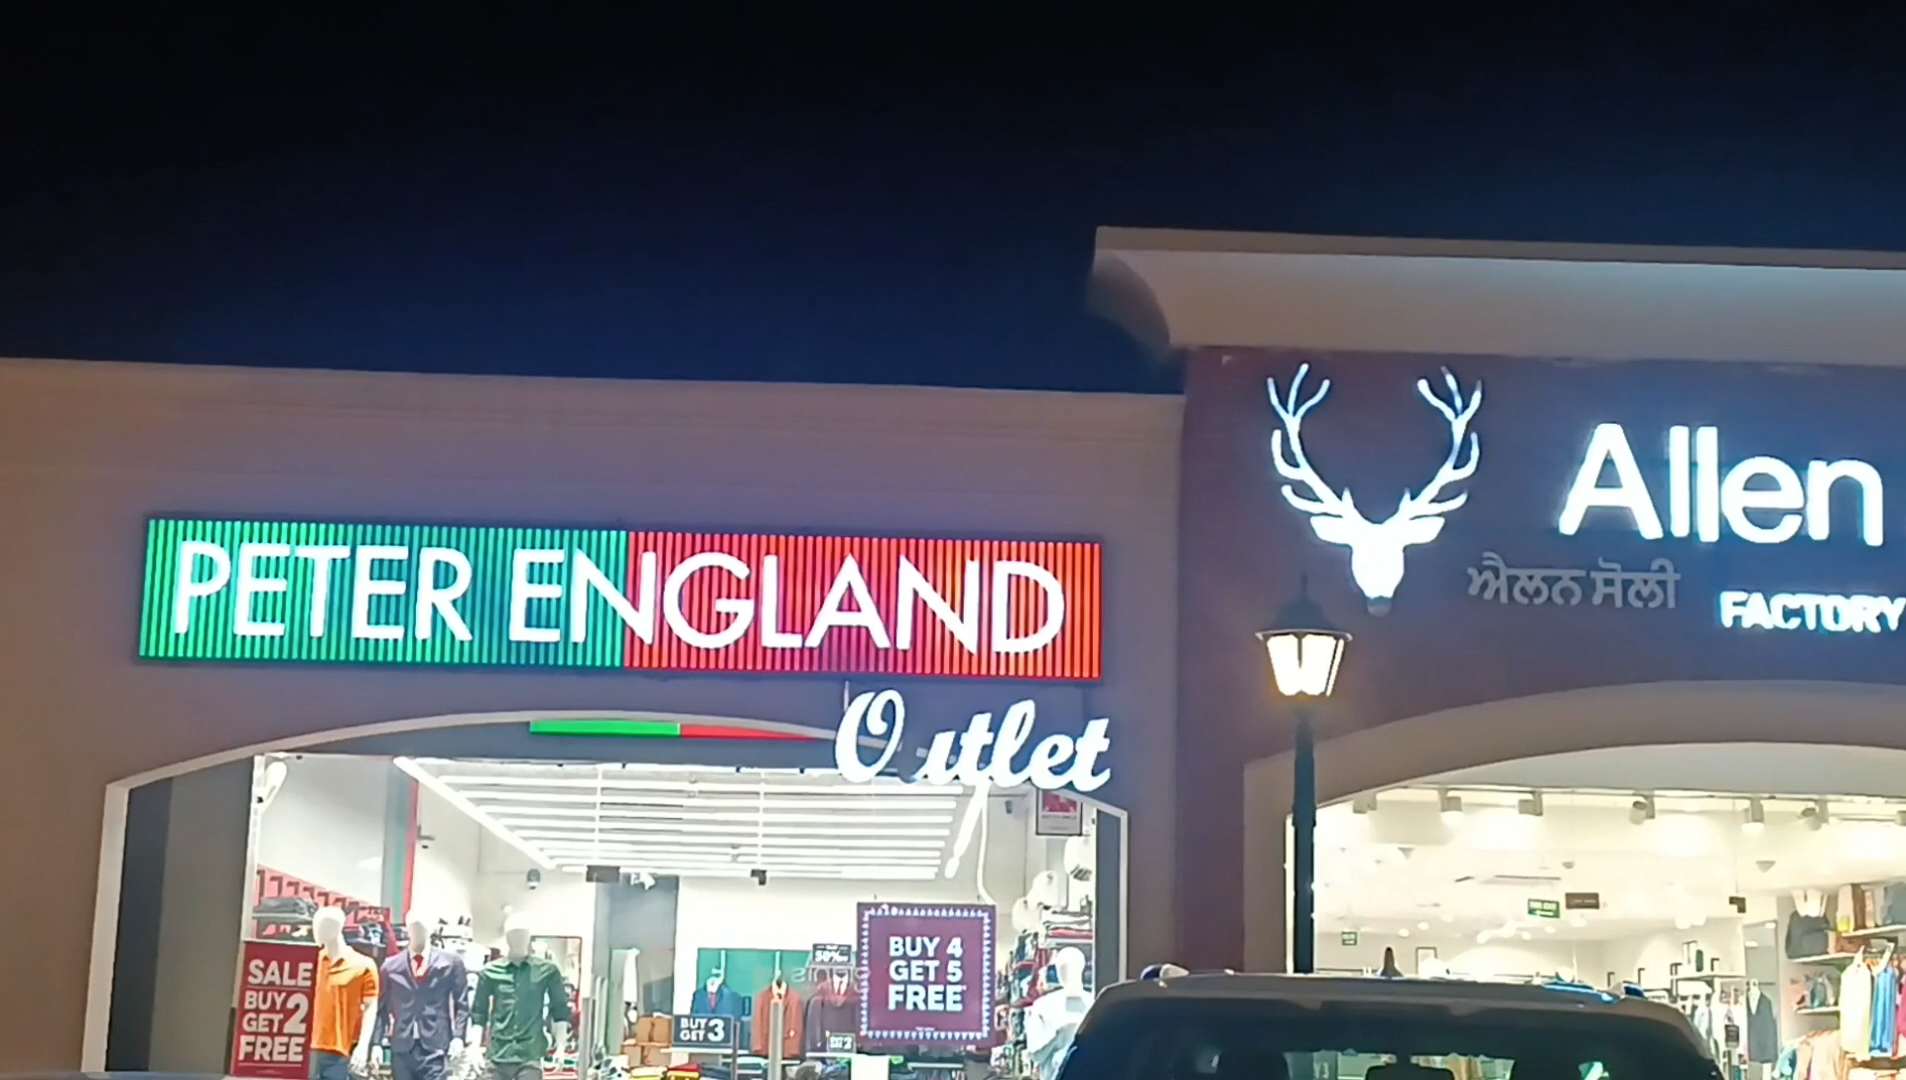 PETER ENGLAND
Outlet
Allen
ਐਲਨ ਸੋਲੀ
FACTORY
SALE
BUY 2
GET
FREE
BUY
GET 3
50%
BUY 4
GET 5
FREE*